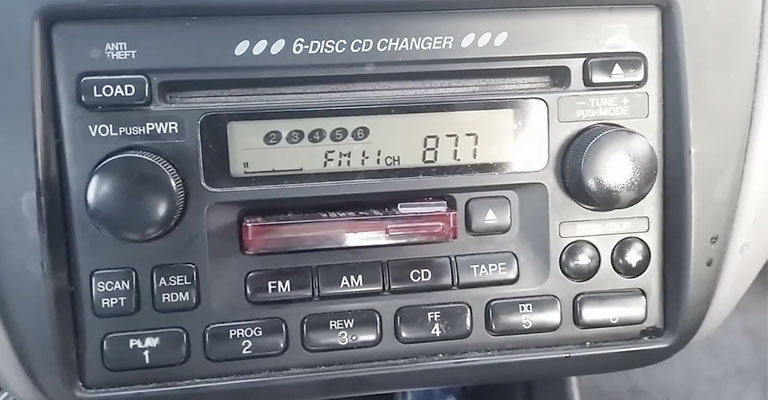 ANTI
THEFT
6-DISC CD CHANGER
LOAD
VOL PUSH PWR
- TUNE +
PUSH MODE
2 3 4 5 6
FM1-1 CH 87.7
SCAN
RPT
A.SEL
RDM
FM
AM
CD
TAPE
PLAY
1
PROG
2
REW
3
FF
4
5